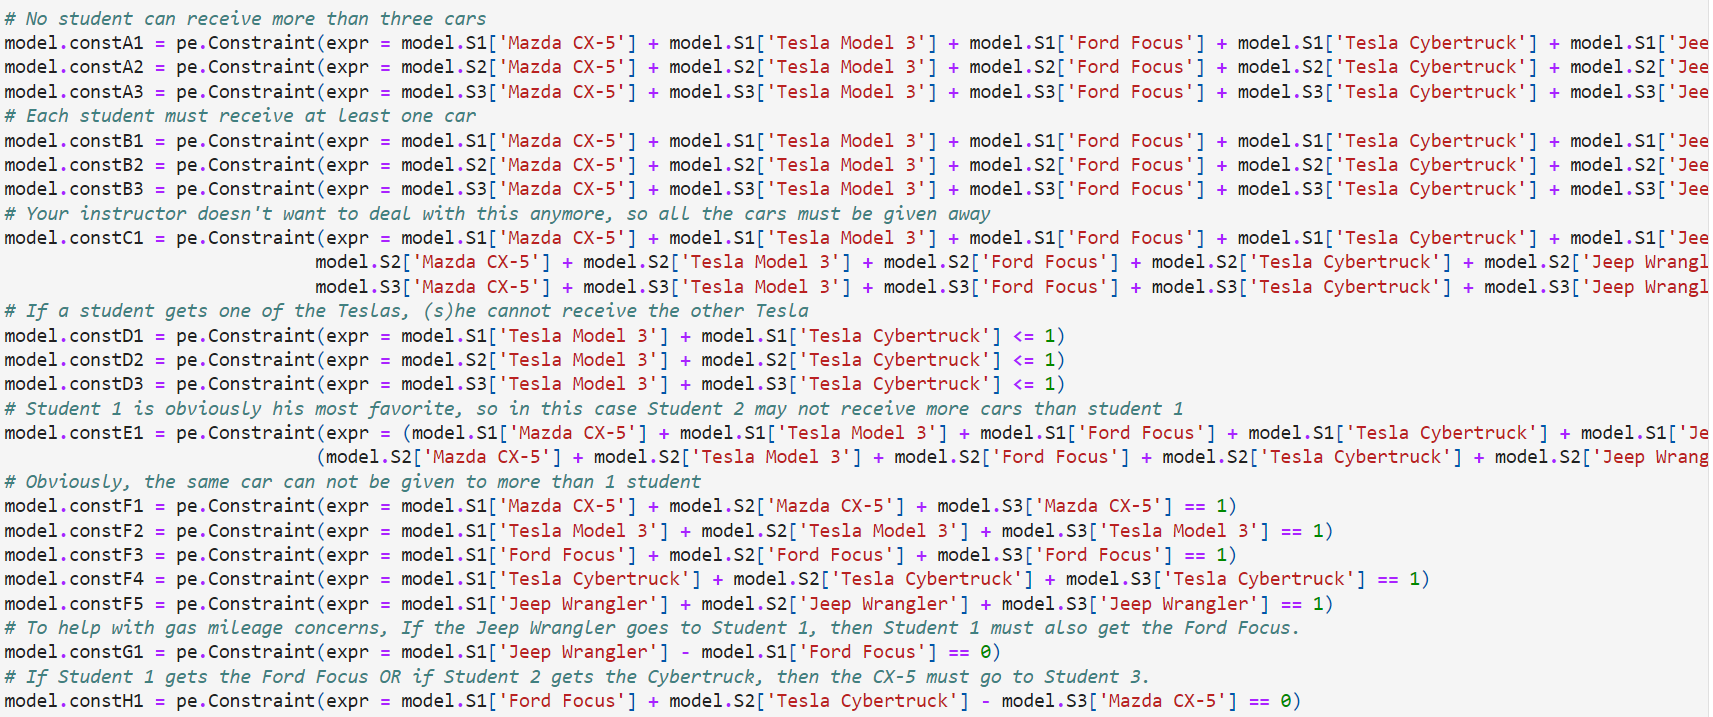 # No student can receive more than three cars
model.constA1 = pe.Constraint(expr = model.S1['Mazda CX-5'] + model.S1['Tesla Model 3'] + model.S1['Ford Focus'] + model.S1['Tesla Cybertruck'] + model.S1['Jee
model.constA2 = pe.Constraint(expr = model.S2['Mazda CX-5'] + model.S2['Tesla Model 3'] + model.S2['Ford Focus'] + model.S2['Tesla Cybertruck'] + model.S2['Jee
model.constA3 = pe.Constraint(expr = model.S3['Mazda CX-5'] + model.S3['Tesla Model 3'] + model.S3['Ford Focus'] + model.S3['Tesla Cybertruck'] + model.S3['Jee
# Each student must receive at least one car
model.constB1 = pe.Constraint(expr = model.S1['Mazda CX-5'] + model.S1['Tesla Model 3'] + model.S1['Ford Focus'] + model.S1['Tesla Cybertruck'] + model.S1['Jee
model.constB2 = pe.Constraint(expr = model.S2['Mazda CX-5'] + model.S2['Tesla Model 3'] + model.S2['Ford Focus'] + model.S2['Tesla Cybertruck'] + model.S2['Jee
model.constB3 = pe.Constraint(expr = model.S3['Mazda CX-5'] + model.S3['Tesla Model 3'] + model.S3['Ford Focus'] + model.S3['Tesla Cybertruck'] + model.S3['Jee
# Your instructor doesn't want to deal with this anymore, so all the cars must be given away
model.constC1 = pe.Constraint(expr = model.S1['Mazda CX-5'] + model.S1['Tesla Model 3'] + model.S1['Ford Focus'] + model.S1['Tesla Cybertruck'] + model.S1['Jee
model.S2['Mazda CX-5'] + model.S2['Tesla Model 3'] + model.S2['Ford Focus'] + model.S2['Tesla Cybertruck'] + model.S2['Jeep Wrangl
model.S3['Mazda CX-5'] + model.S3['Tesla Model 3'] + model.S3['Ford Focus'] + model.S3['Tesla Cybertruck'] + model.S3['Jeep Wrangl
# If a student gets one of the Teslas, (s)he cannot receive the other Tesla
model.constD1 = pe.Constraint(expr = model.S1['Tesla Model 3'] + model.S1['Tesla Cybertruck'] <= 1)
model.constD2 = pe.Constraint(expr = model.S2['Tesla Model 3'] + model.S2['Tesla Cybertruck'] <= 1)
model.constD3 = pe.Constraint(expr = model.S3['Tesla Model 3'] + model.S3['Tesla Cybertruck'] <= 1)
# Student 1 is obviously his most favorite, so in this case Student 2 may not receive more cars than student 1
model.constE1 = pe.Constraint(expr = (model.S1['Mazda CX-5'] + model.S1['Tesla Model 3'] + model.S1['Ford Focus'] + model.S1['Tesla Cybertruck'] + model.S1['Je
(model.S2['Mazda CX-5'] + model.S2['Tesla Model 3'] + model.S2['Ford Focus'] + model.S2['Tesla Cybertruck'] + model.S2['Jeep Wrang
# Obviously, the same car can not be given to more than 1 student
model.constF1 = pe.Constraint(expr = model.S1['Mazda CX-5'] + model.S2['Mazda CX-5'] + model.S3['Mazda CX-5'] == 1)
model.constF2 = pe.Constraint(expr = model.S1['Tesla Model 3'] + model.S2['Tesla Model 3'] + model.S3['Tesla Model 3'] == 1)
model.constF3 = pe.Constraint(expr = model.S1['Ford Focus'] + model.S2['Ford Focus'] + model.S3['Ford Focus'] == 1)
model.constF4 = pe.Constraint(expr = model.S1['Tesla Cybertruck'] + model.S2['Tesla Cybertruck'] + model.S3['Tesla Cybertruck'] == 1)
model.constF5 = pe.Constraint(expr = model.S1['Jeep Wrangler'] + model.S2['Jeep Wrangler'] + model.S3['Jeep Wrangler'] == 1)
# To help with gas mileage concerns, If the Jeep Wrangler goes to Student 1, then Student 1 must also get the Ford Focus.
model.constG1 = pe.Constraint(expr = model.S1['Jeep Wrangler'] - model.S1['Ford Focus'] == 0)
# If Student 1 gets the Ford Focus OR if Student 2 gets the Cybertruck, then the CX-5 must go to Student 3.
model.constH1 = pe.Constraint(expr = model.S1['Ford Focus'] + model.S2['Tesla Cybertruck'] - model.S3['Mazda CX-5'] == 0)